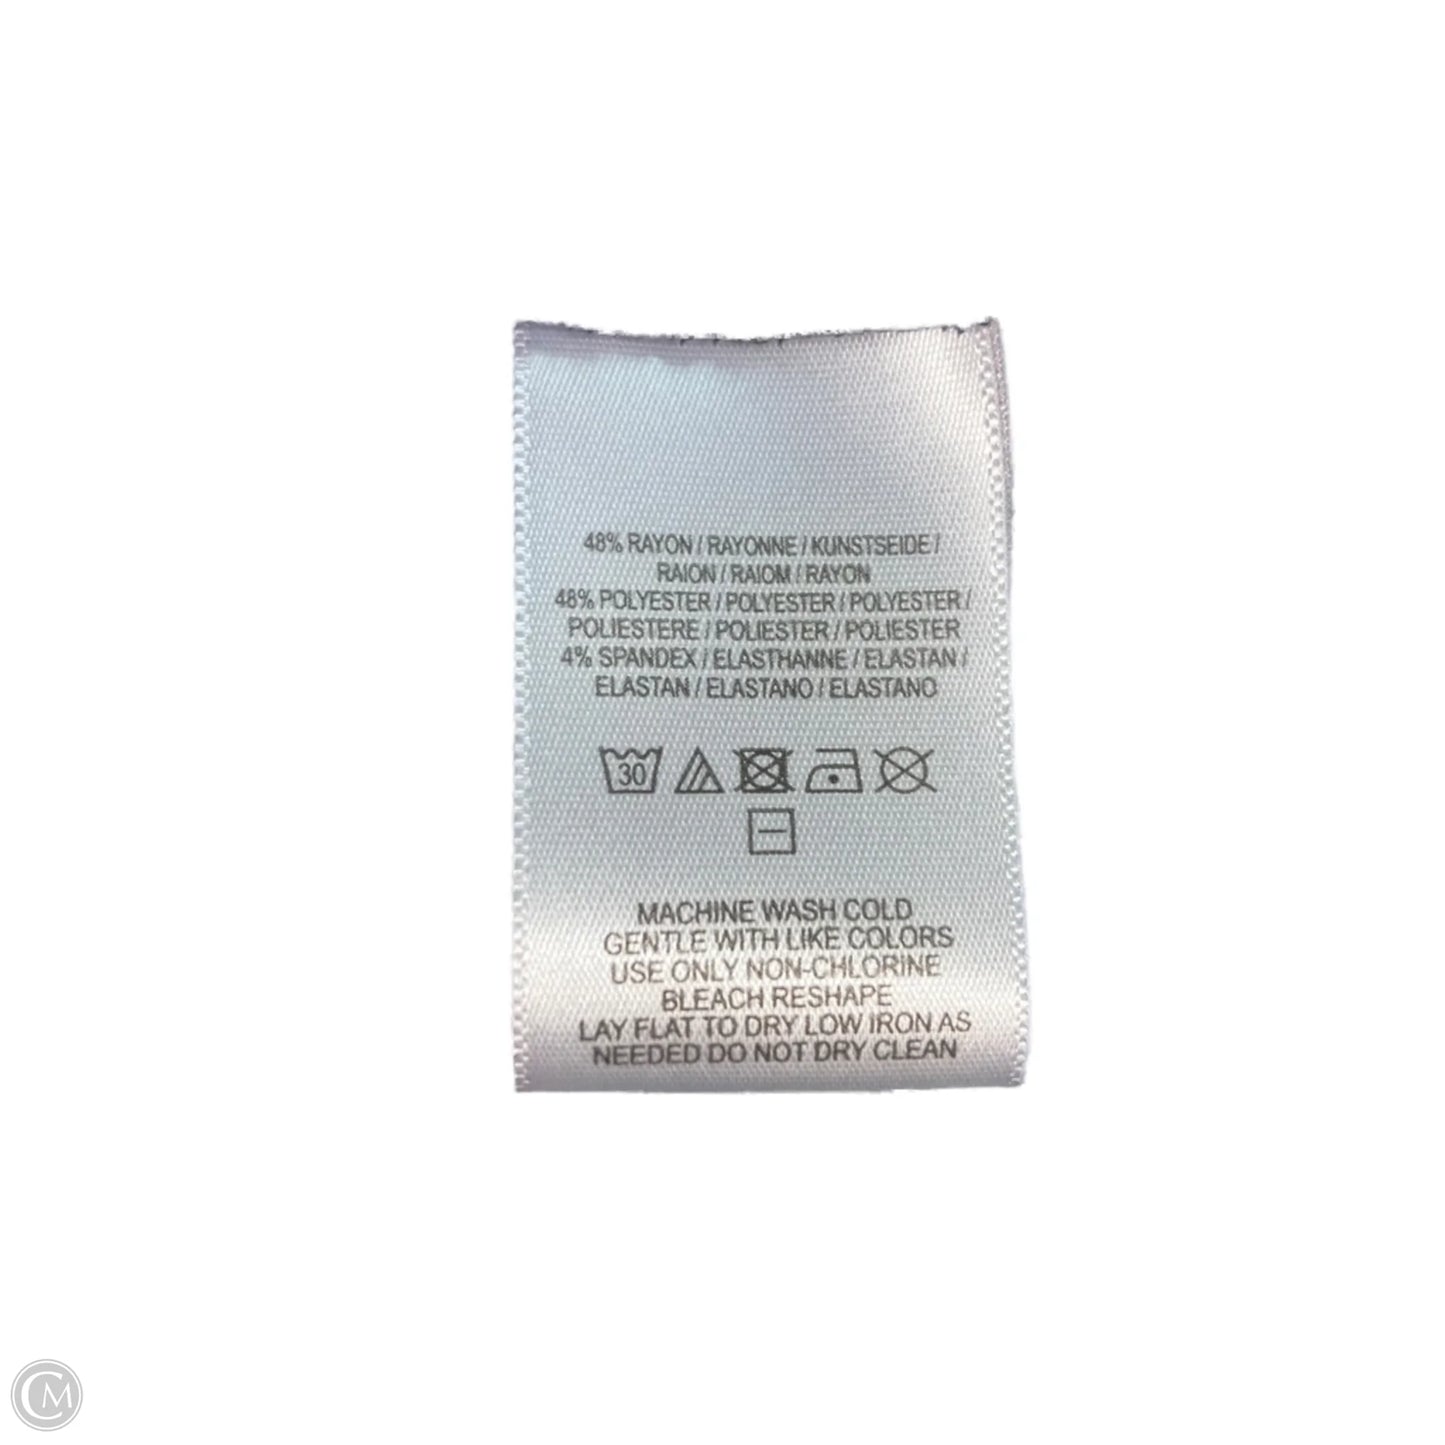 48% RAYON / RAYONNE / KUNSTSEIDE /
RAION / RAIOM / RAYON
48% POLYESTER / POLYESTER / POLYESTER /
POLIESTERE / POLIESTER / POLIESTER
4% SPANDEX / ELASTHANNE / ELASTAN /
ELASTAN / ELASTANO / ELASTANO
30
MACHINE WASH COLD
GENTLE WITH LIKE COLORS
USE ONLY NON-CHLORINE
BLEACH RESHAPE
LAY FLAT TO DRY LOW IRON AS
NEEDED DO NOT DRY CLEAN
CM